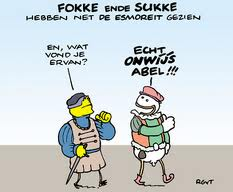 FOKKE ENDE SUKKE
HEBBEN NET DE ESMOREIT GEZIEN
EN, WAT
VOND JE
ERVAN?
ECHT
ONWIJS
ABEL!!!
RGvT